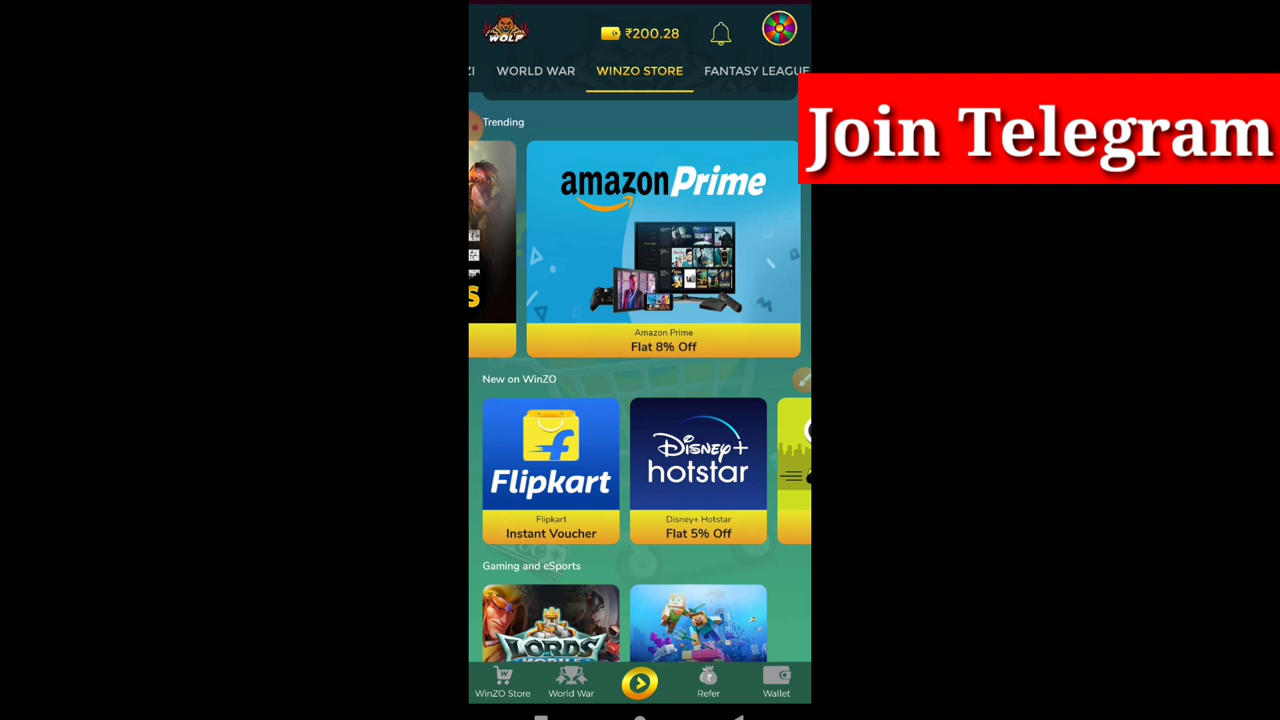 WOLF
₹200.28
ZI
WORLD WAR
WINZO STORE
FANTASY LEAGUE
Join Telegram
Trending
amazon Prime
S
Amazon Prime
Flat 8% Off
New on WinZO
Flipkart
Disney+
hotstar
Flipkart
Instant Voucher
Disney+ Hotstar
Flat 5% Off
Gaming and eSports
LORDS
MOBILE
WinZO Store
World War
Refer
Wallet